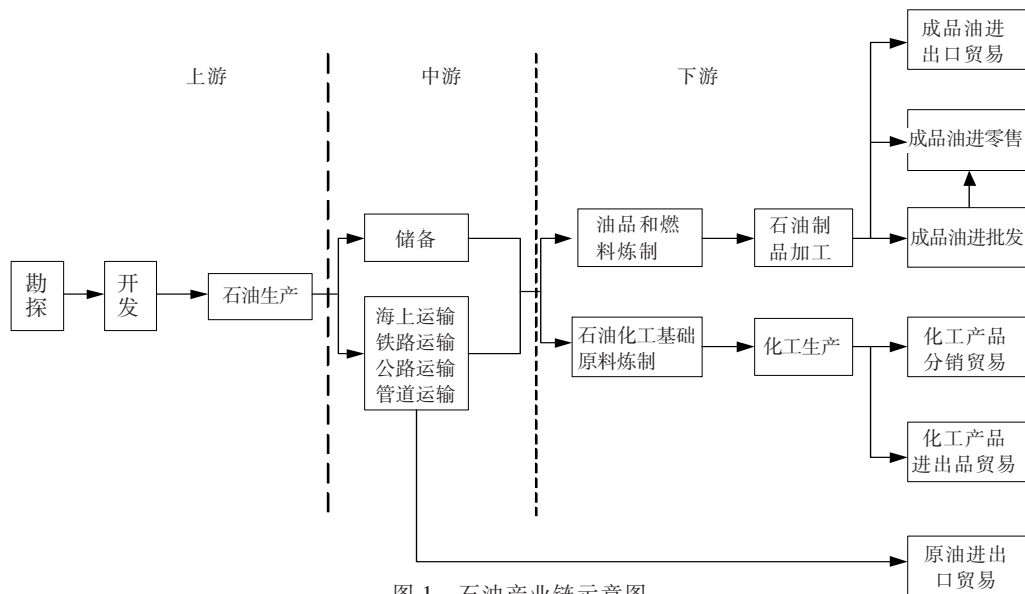 上游
中游
下游
成品油进
出口贸易
成品油进零售
成品油进批发
油品和燃
料炼制
石油制
品加工
储备
勘
探
开
发
石油生产
海上运输
铁路运输
公路运输
管道运输
石油化工基础
原料炼制
化工生产
化工产品
分销贸易
化工产品
进出品贸易
原油进出
口贸易
图 1 石油产业链示意图